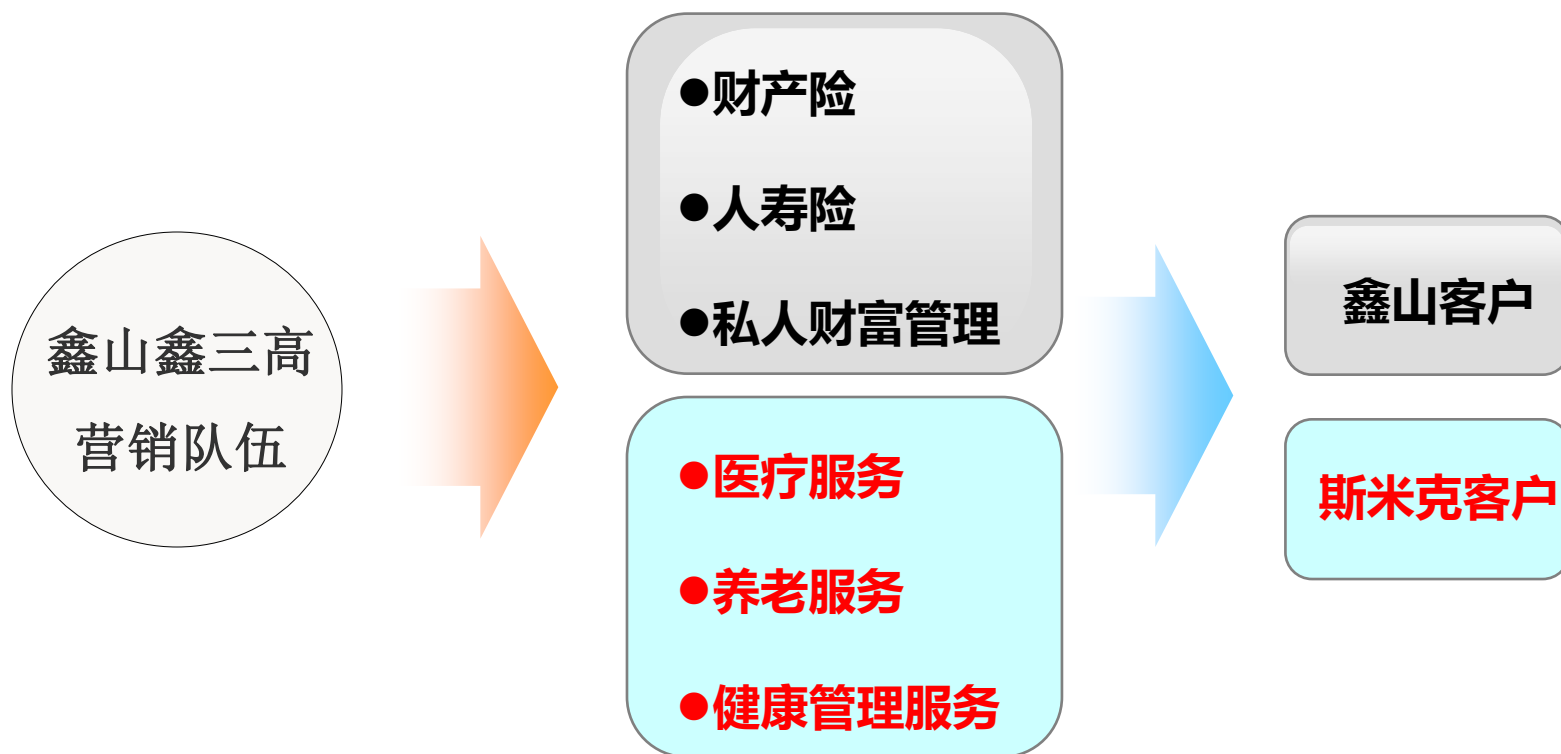 鑫山鑫三高
营销队伍
●财产险
●人寿险
●私人财富管理
●医疗服务
●养老服务
●健康管理服务
鑫山客户
斯米克客户